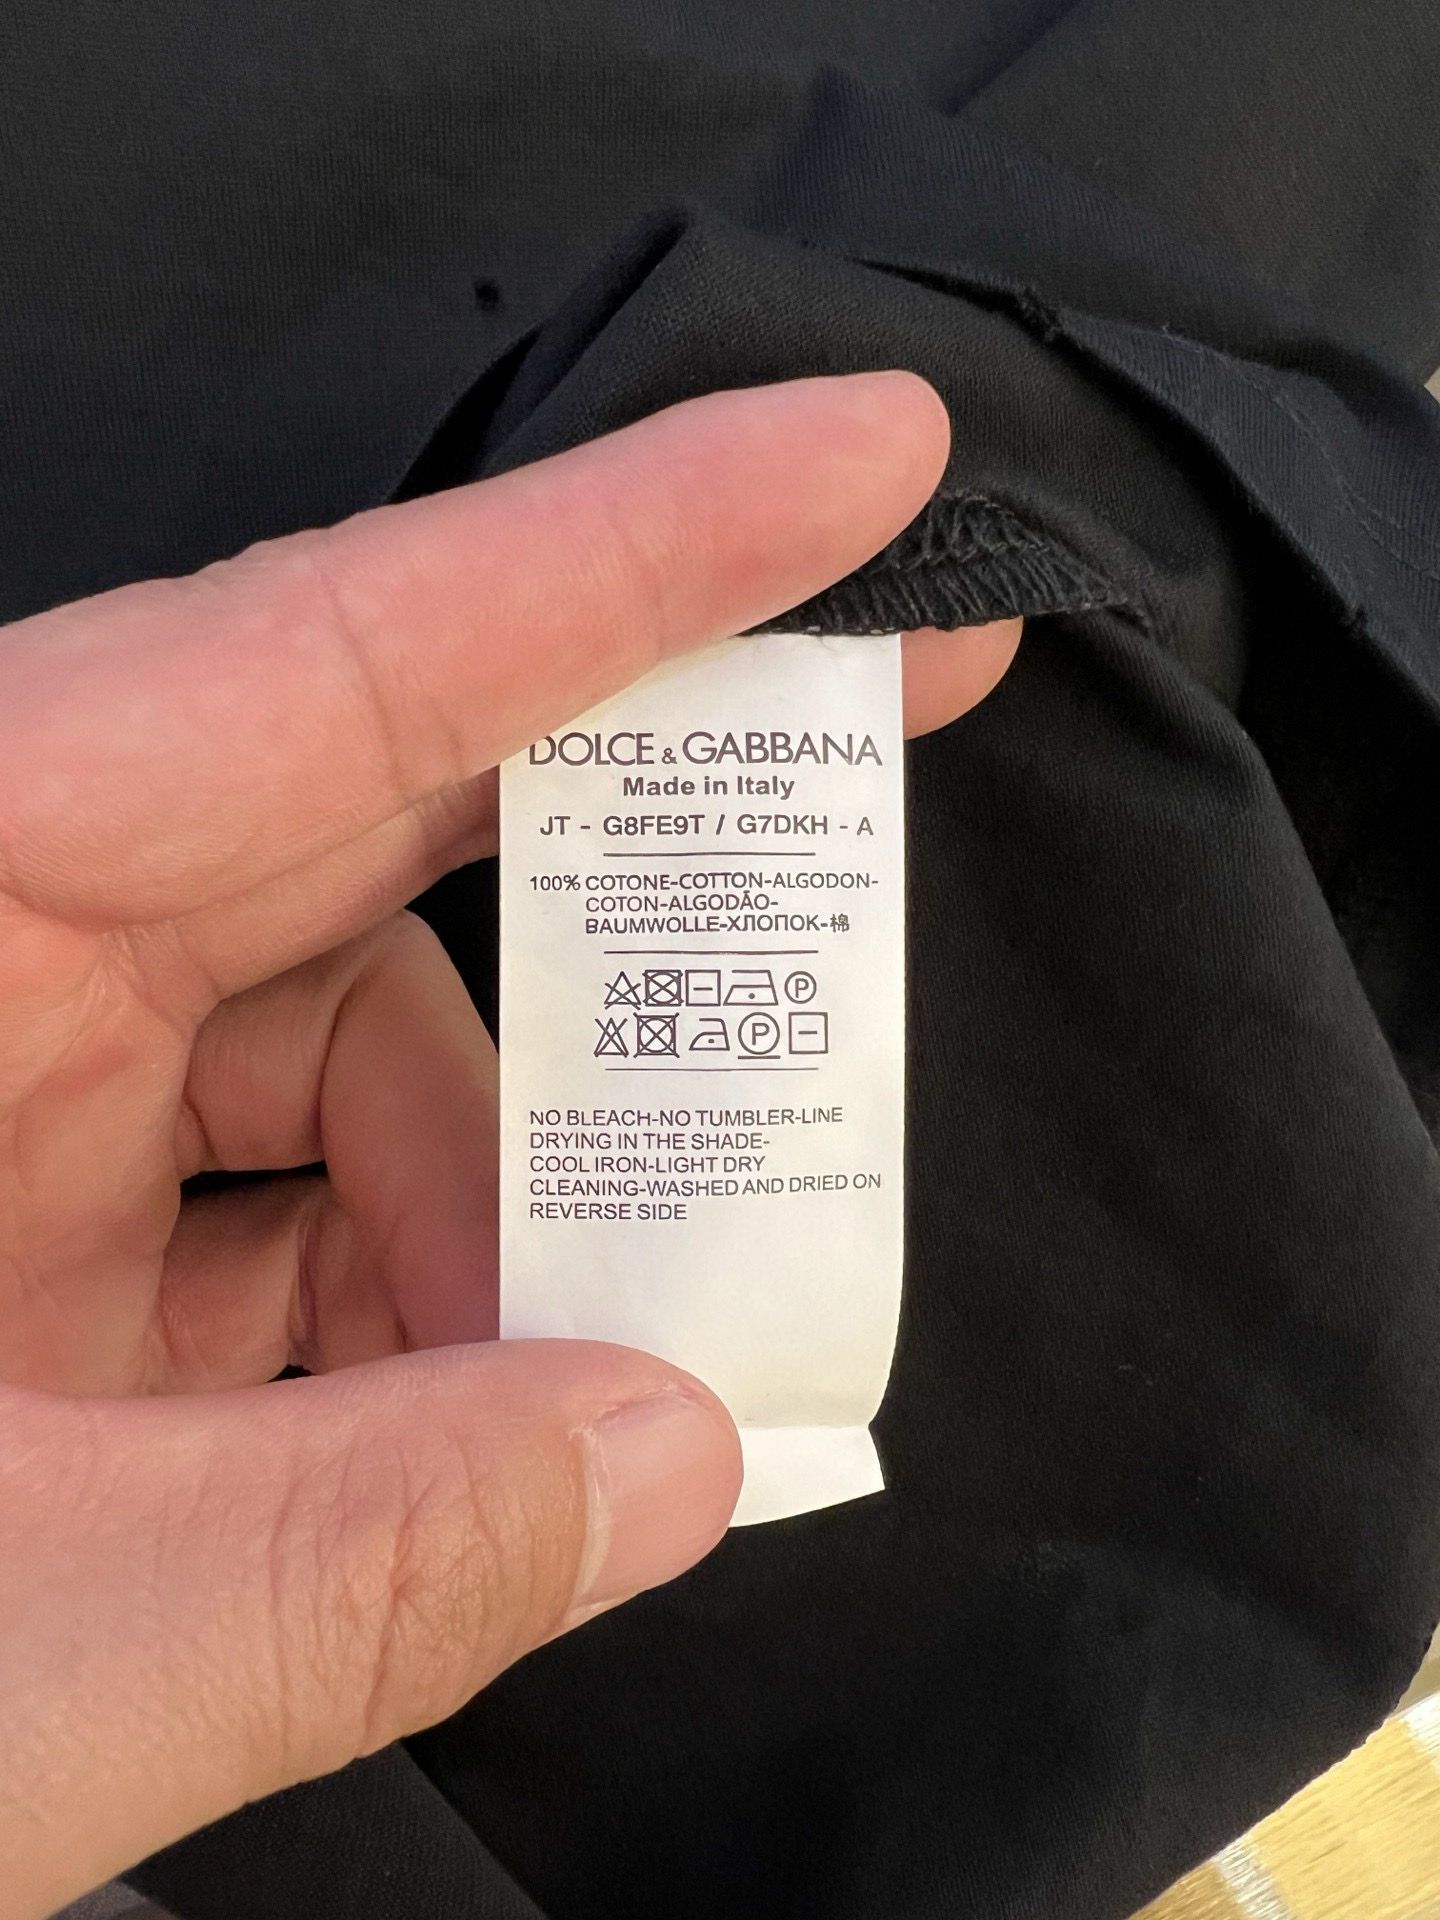 DOLCE & GABBANA
Made in Italy
JT - G8FE9T / G7DKH - A
100% COTONE-COTTON-ALGODON-
COTON-ALGODÃO-
BAUMWOLLE-ХЛОПОК-棉
P
P
NO BLEACH-NO TUMBLER-LINE
DRYING IN THE SHADE-
COOL IRON-LIGHT DRY
CLEANING-WASHED AND DRIED ON
REVERSE SIDE